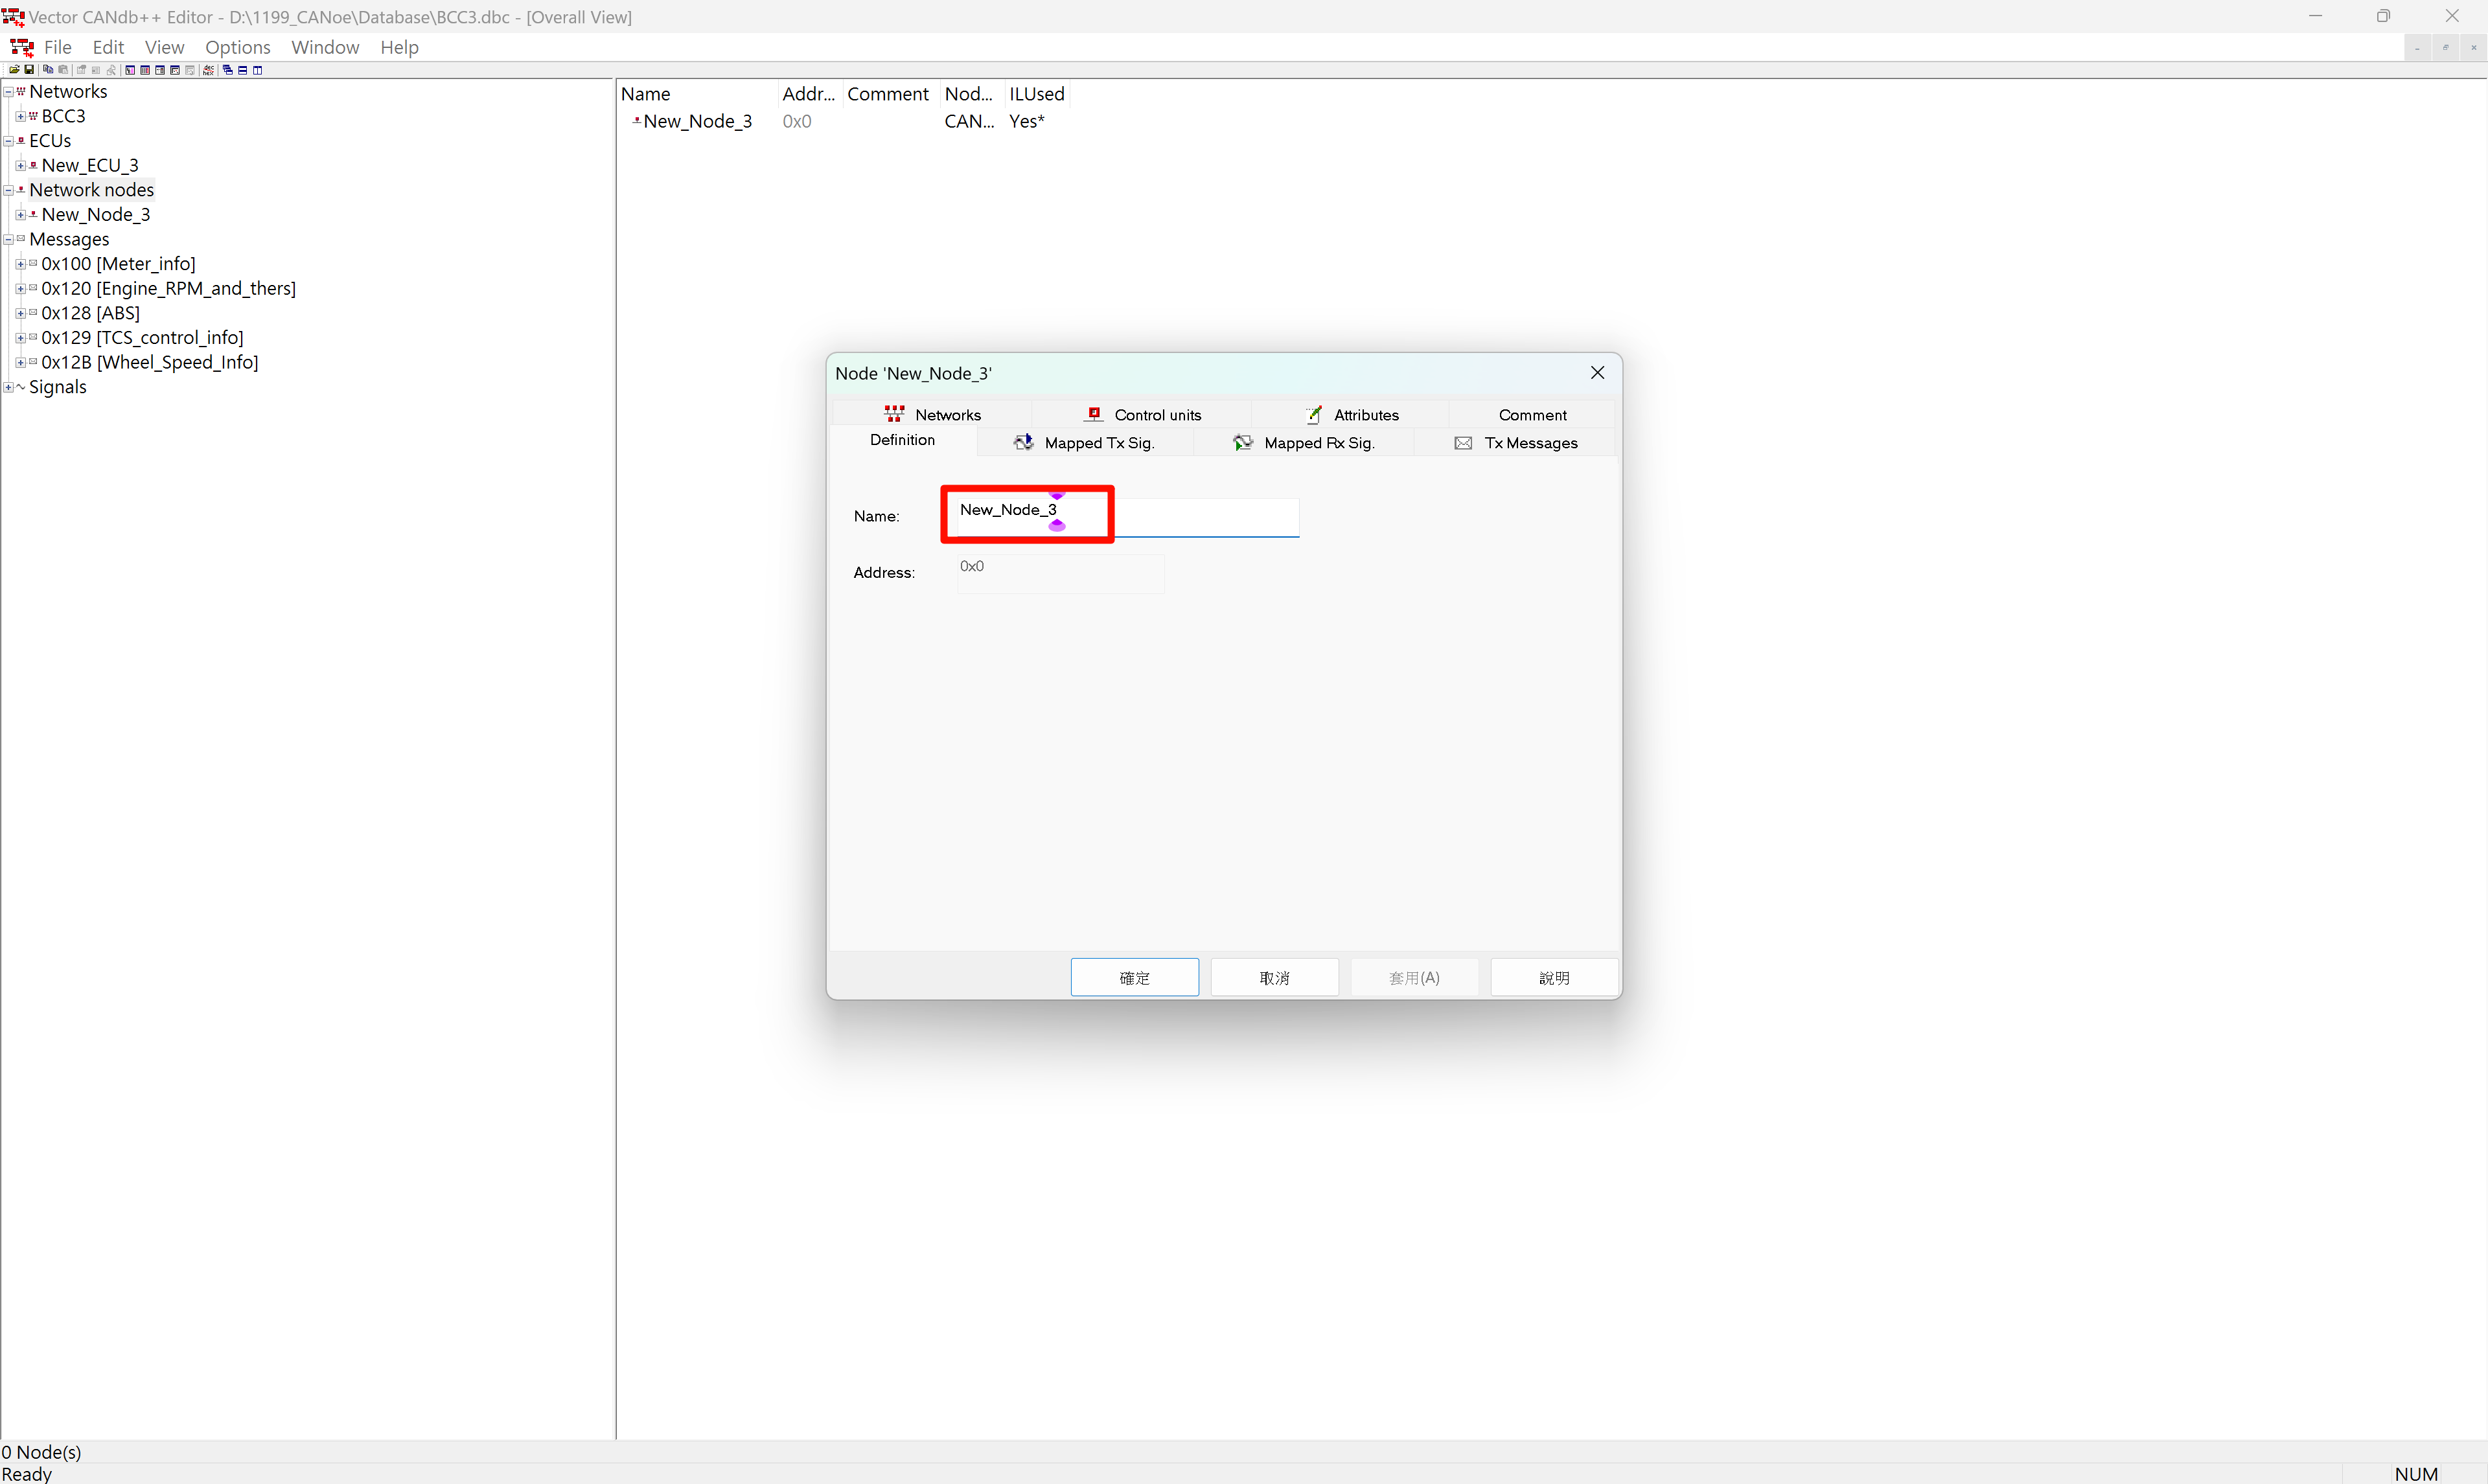 Vector CANdb++ Editor - D:\1199_CANoe\Database\BCC3.dbc - [Overall View]
File Edit View Options Window Help
Networks
BCC3
ECUs
New_ECU_3
Network nodes
New_Node_3
Messages
0x100 [Meter_info]
0x120 [Engine_RPM_and_thers]
0x128 [ABS]
0x129 [TCS_control_info]
0x12B [Wheel_Speed_Info]
Signals
Name Addr... Comment Nod... ILUsed
New_Node_3 0x0 CAN... Yes*
Node 'New_Node_3'
Networks Control units Attributes Comment
Definition Mapped Tx Sig. Mapped Rx Sig. Tx Messages
Name: New_Node_3
Address: 0x0
確定 取消 套用(A) 說明
0 Node(s)
Ready NUM